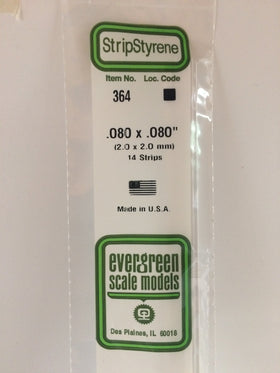 StripStyrene
Item No. Loc. Code
364
.080 x .080"
(2.0 x 2.0 mm)
14 Strips
Made in U.S.A.
evergreen
scale models
Des Plaines, IL 60018